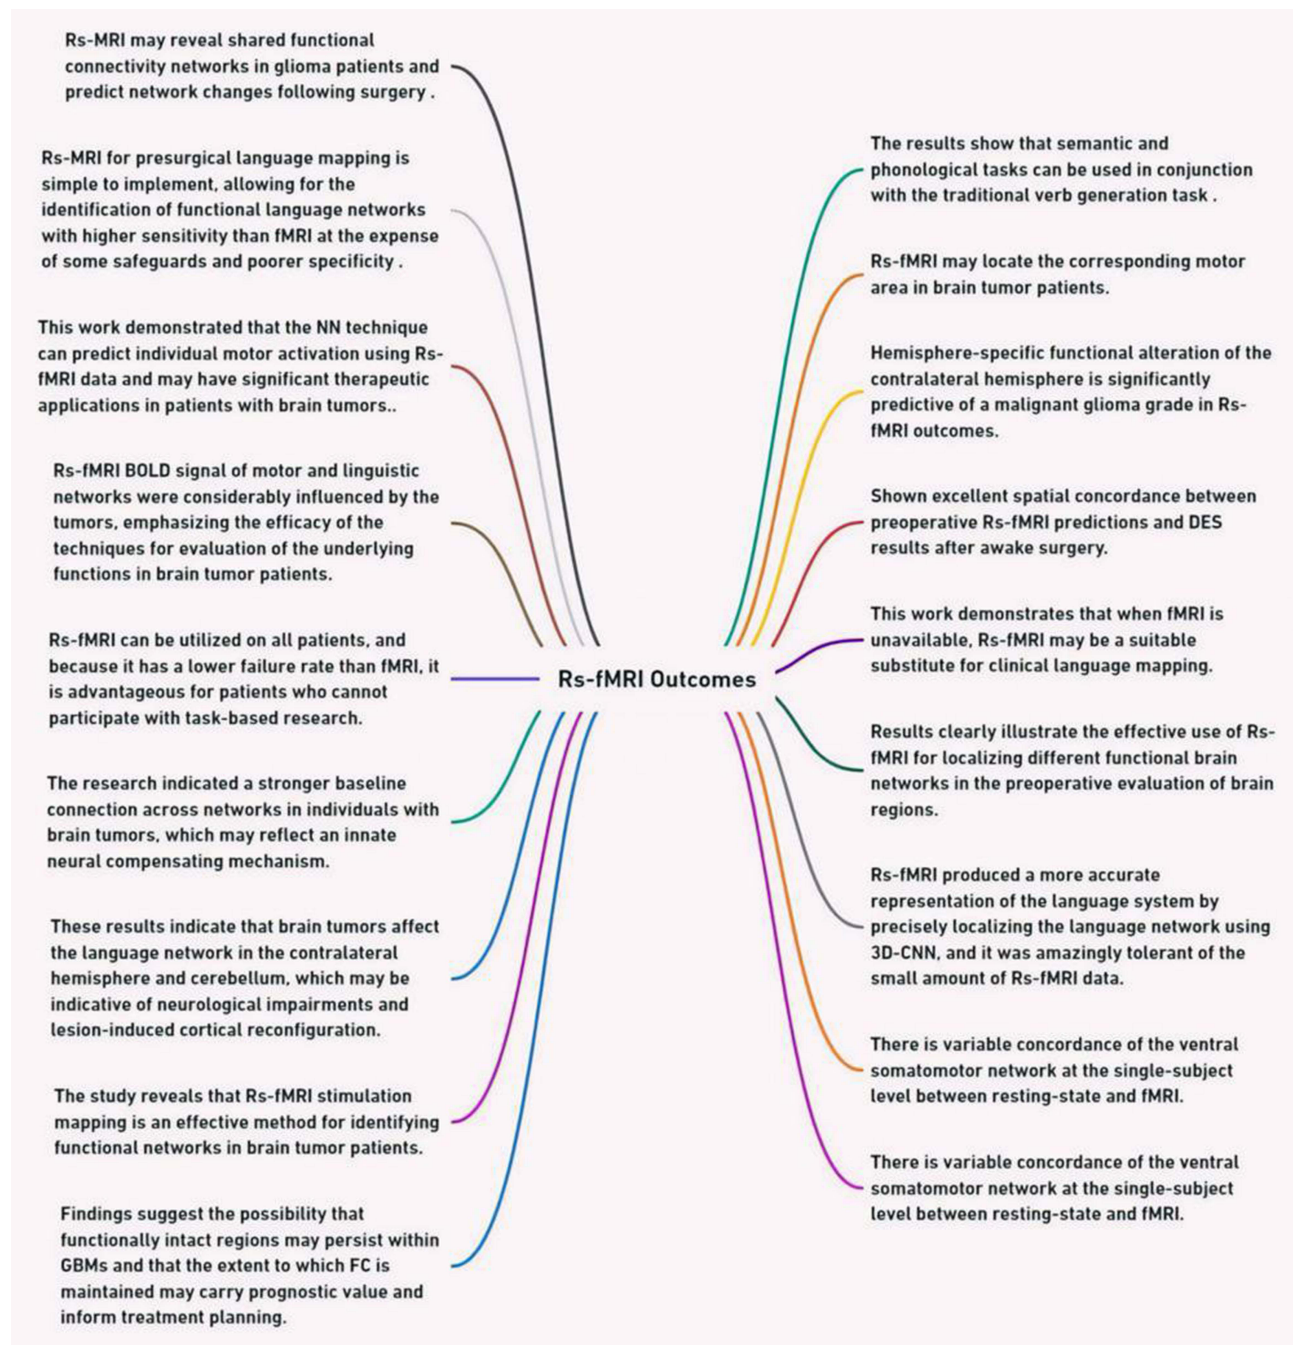 Rs-MRI may reveal shared functional
connectivity networks in glioma patients and
predict network changes following surgery .
Rs-MRI for presurgical language mapping is
simple to implement, allowing for the
identification of functional language networks
with higher sensitivity than fMRI at the expense
of some safeguards and poorer specificity .
This work demonstrated that the NN technique
can predict individual motor activation using Rs-
fMRI data and may have significant therapeutic
applications in patients with brain tumors..
Rs-fMRI BOLD signal of motor and linguistic
networks were considerably influenced by the
tumors, emphasizing the efficacy of the
techniques for evaluation of the underlying
functions in brain tumor patients.
Rs-fMRI can be utilized on all patients, and
because it has a lower failure rate than fMRI, it
is advantageous for patients who cannot
participate with task-based research.
The research indicated a stronger baseline
connection across networks in individuals with
brain tumors, which may reflect an innate
neural compensating mechanism.
These results indicate that brain tumors affect
the language network in the contralateral
hemisphere and cerebellum, which may be
indicative of neurological impairments and
lesion-induced cortical reconfiguration.
The study reveals that Rs-fMRI stimulation
mapping is an effective method for identifying
functional networks in brain tumor patients.
Findings suggest the possibility that
functionally intact regions may persist within
GBMs and that the extent to which FC is
maintained may carry prognostic value and
inform treatment planning.
Rs-fMRI Outcomes
The results show that semantic and
phonological tasks can be used in conjunction
with the traditional verb generation task .
Rs-fMRI may locate the corresponding motor
area in brain tumor patients.
Hemisphere-specific functional alteration of the
contralateral hemisphere is significantly
predictive of a malignant glioma grade in Rs-
fMRI outcomes.
Shown excellent spatial concordance between
preoperative Rs-fMRI predictions and DES
results after awake surgery.
This work demonstrates that when fMRI is
unavailable, Rs-fMRI may be a suitable
substitute for clinical language mapping.
Results clearly illustrate the effective use of Rs-
fMRI for localizing different functional brain
networks in the preoperative evaluation of brain
regions.
Rs-fMRI produced a more accurate
representation of the language system by
precisely localizing the language network using
3D-CNN, and it was amazingly tolerant of the
small amount of Rs-fMRI data.
There is variable concordance of the ventral
somatomotor network at the single-subject
level between resting-state and fMRI.
There is variable concordance of the ventral
somatomotor network at the single-subject
level between resting-state and fMRI.